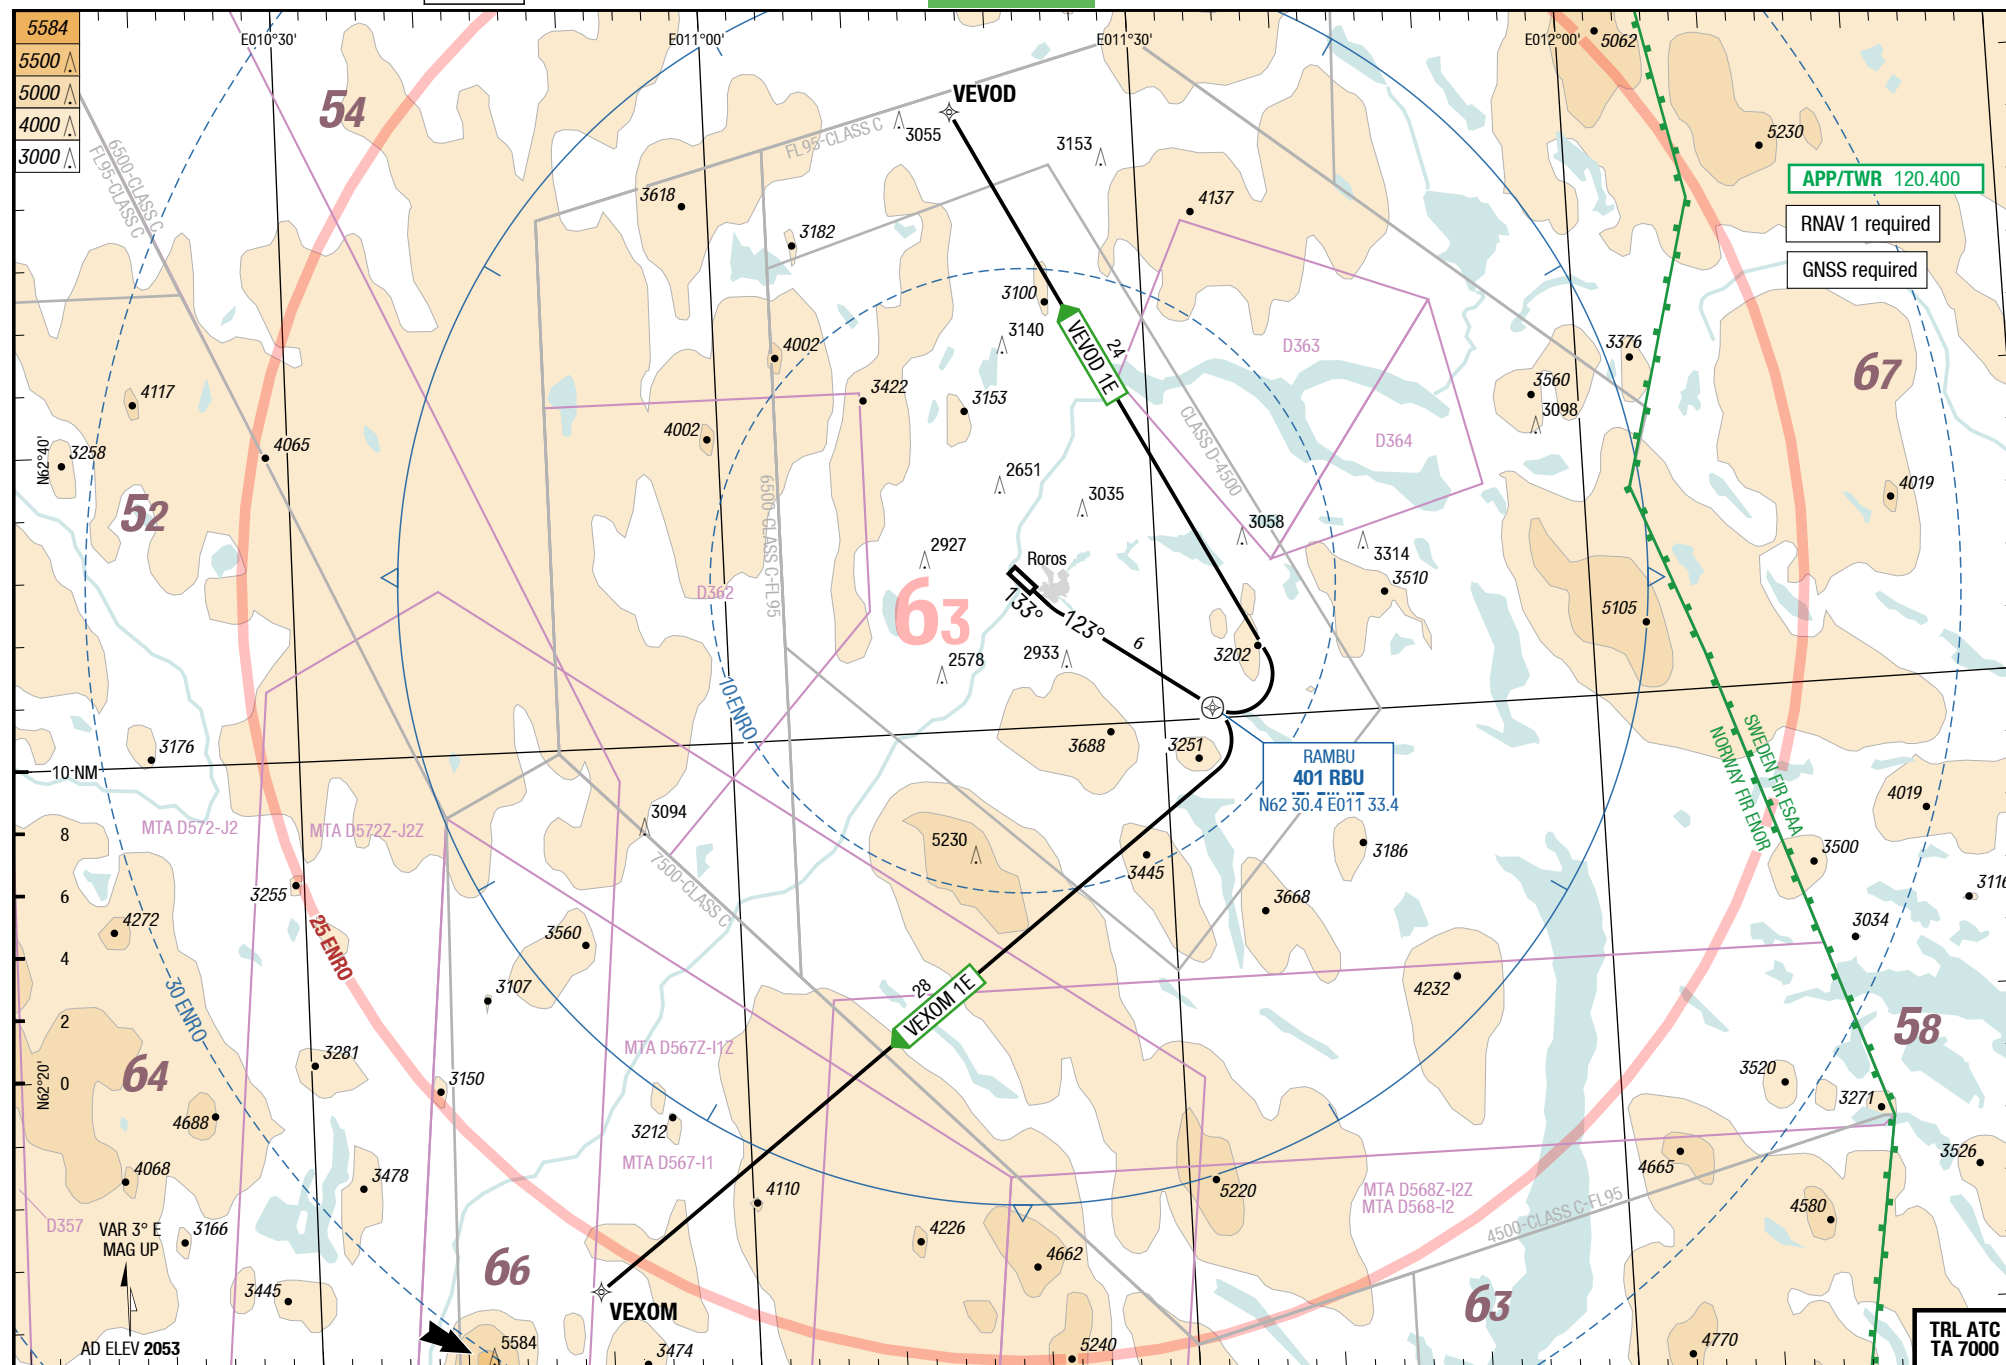 5584
5500
5000
4000
3000
E010°30'
E011°00'
E011°30'
E012°00'
5062
54
VEVOD
3055
FL95-CLASS C
3153
6500-CLASS C
FL95-CLASS C
5230
APP/TWR 120.400
RNAV 1 required
GNSS required
3618
4137
3182
3100
3140
24
VEVOD 1E
D363
3376
67
4002
3560
3098
4117
3422
3153
4002
CLASS D-4500
D364
N62°40'
3258
4065
6500-CLASS C-FL95
2651
3035
4019
52
3058
3314
2927
Roros
3510
D362
63
133°
123°
6
5105
2578
2933
3202
10 ENRO
3176
3688
3251
RAMBU
401 RBU
N62 30.4 E011 33.4
SWEDEN FIR ESAA
NORWAY FIR ENOR
10 NM
8
6
4
2
0
4019
MTA D572-J2
MTA D572Z-J2Z
3094
5230
3445
3186
3500
7500-CLASS C
3255
3668
3116
4272
25 ENRO
3560
3034
30 ENRO
3107
28
VEXOM 1E
4232
58
MTA D567Z-I1Z
3281
64
N62°20'
3150
3520
3271
4688
3212
MTA D567-I1
4665
3526
4068
3478
4110
5220
MTA D568Z-I2Z
MTA D568-I2
4500-CLASS C-FL95
4580
D357
VAR 3° E
MAG UP
3166
4226
4662
66
3445
VEXOM
63
AD ELEV 2053
5584
3474
5240
4770
TRL ATC
TA 7000